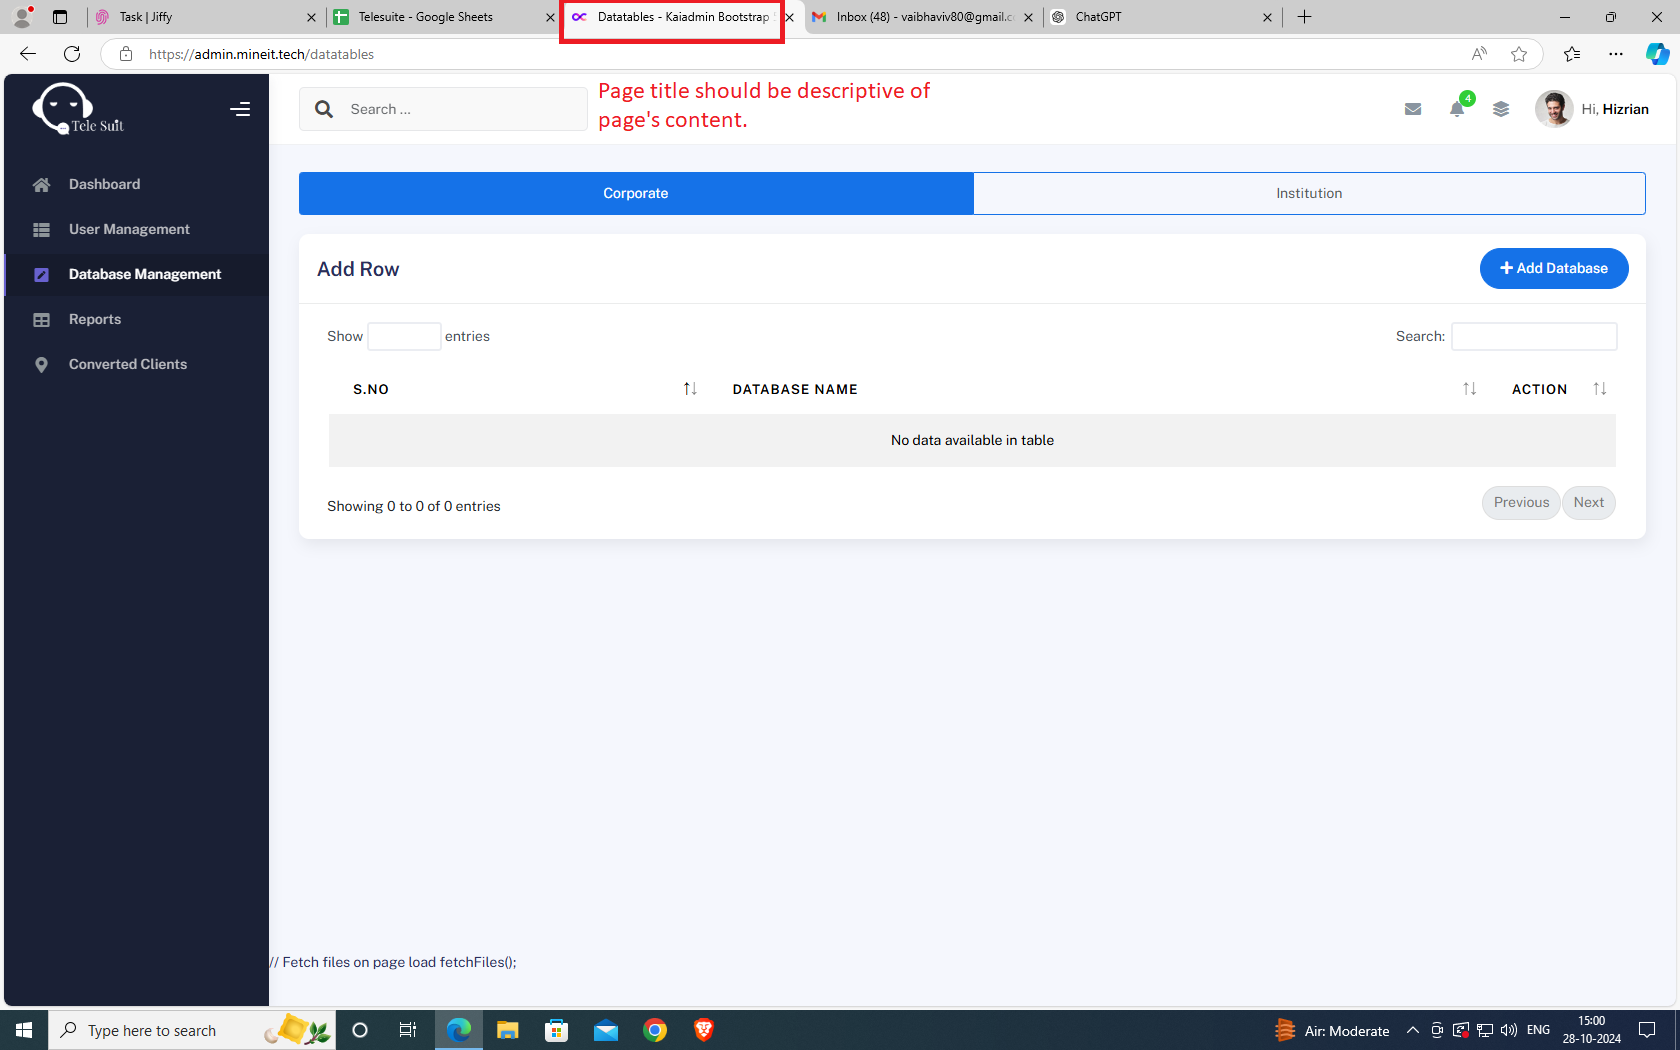 Task | Jiffy
Telesuite - Google Sheets
Datatables - Kaiadmin Bootstrap
Inbox (48) - vaibhaviv80@gmail.c
ChatGPT
https://admin.mineit.tech/datatables
Tele Suit
Search ...
Page title should be descriptive of
page's content.
4
Hi, Hizrian
Dashboard
User Management
Database Management
Reports
Converted Clients
Corporate
Institution
Add Row
+ Add Database
Show entries
Search:
S.NO
DATABASE NAME
ACTION
No data available in table
Showing 0 to 0 of 0 entries
Previous
Next
// Fetch files on page load fetchFiles();
Type here to search
Air: Moderate
ENG
15:00
28-10-2024